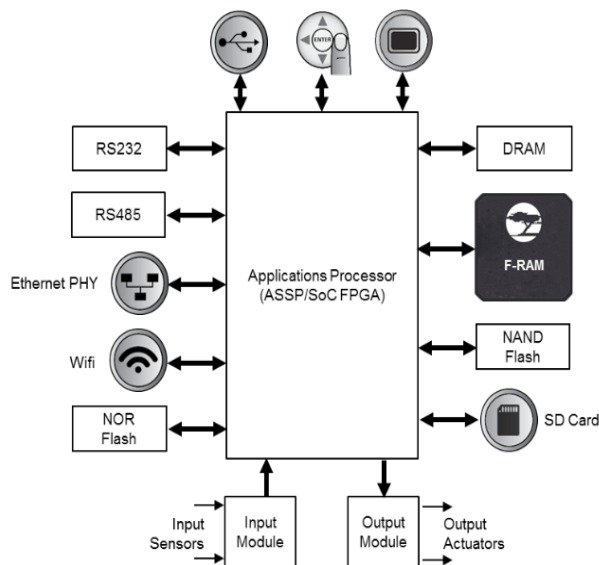 ENTER
RS232
DRAM
RS485
F-RAM
Ethernet PHY
Applications Processor
(ASSP/SoC FPGA)
Wifi
NAND
Flash
NOR
Flash
SD Card
Input
Sensors
Input
Module
Output
Module
Output
Actuators